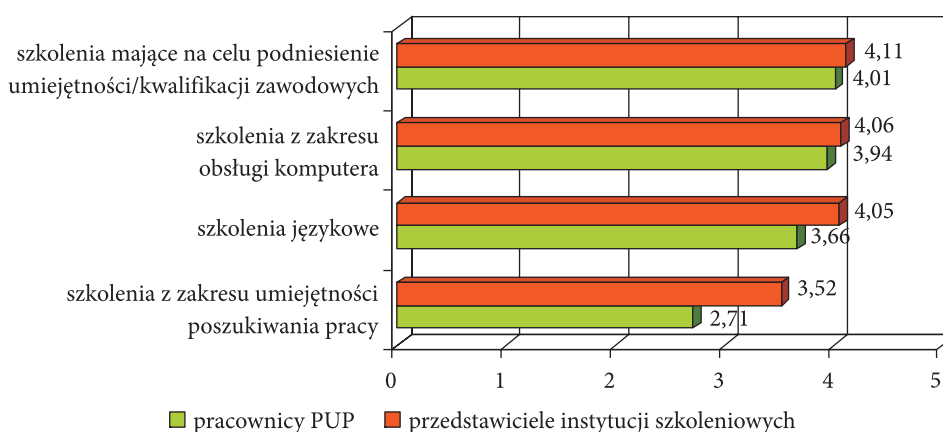 szkolenia mające na celu podniesienie
umiejętności/kwalifikacji zawodowych
4,11
4,01
szkolenia z zakresu
obsługi komputera
4,06
3,94
szkolenia językowe
4,05
3,66
szkolenia z zakresu umiejętności
poszukiwania pracy
3,52
2,71
0 1 2 3 4 5
pracownicy PUP przedstawiciele instytucji szkoleniowych